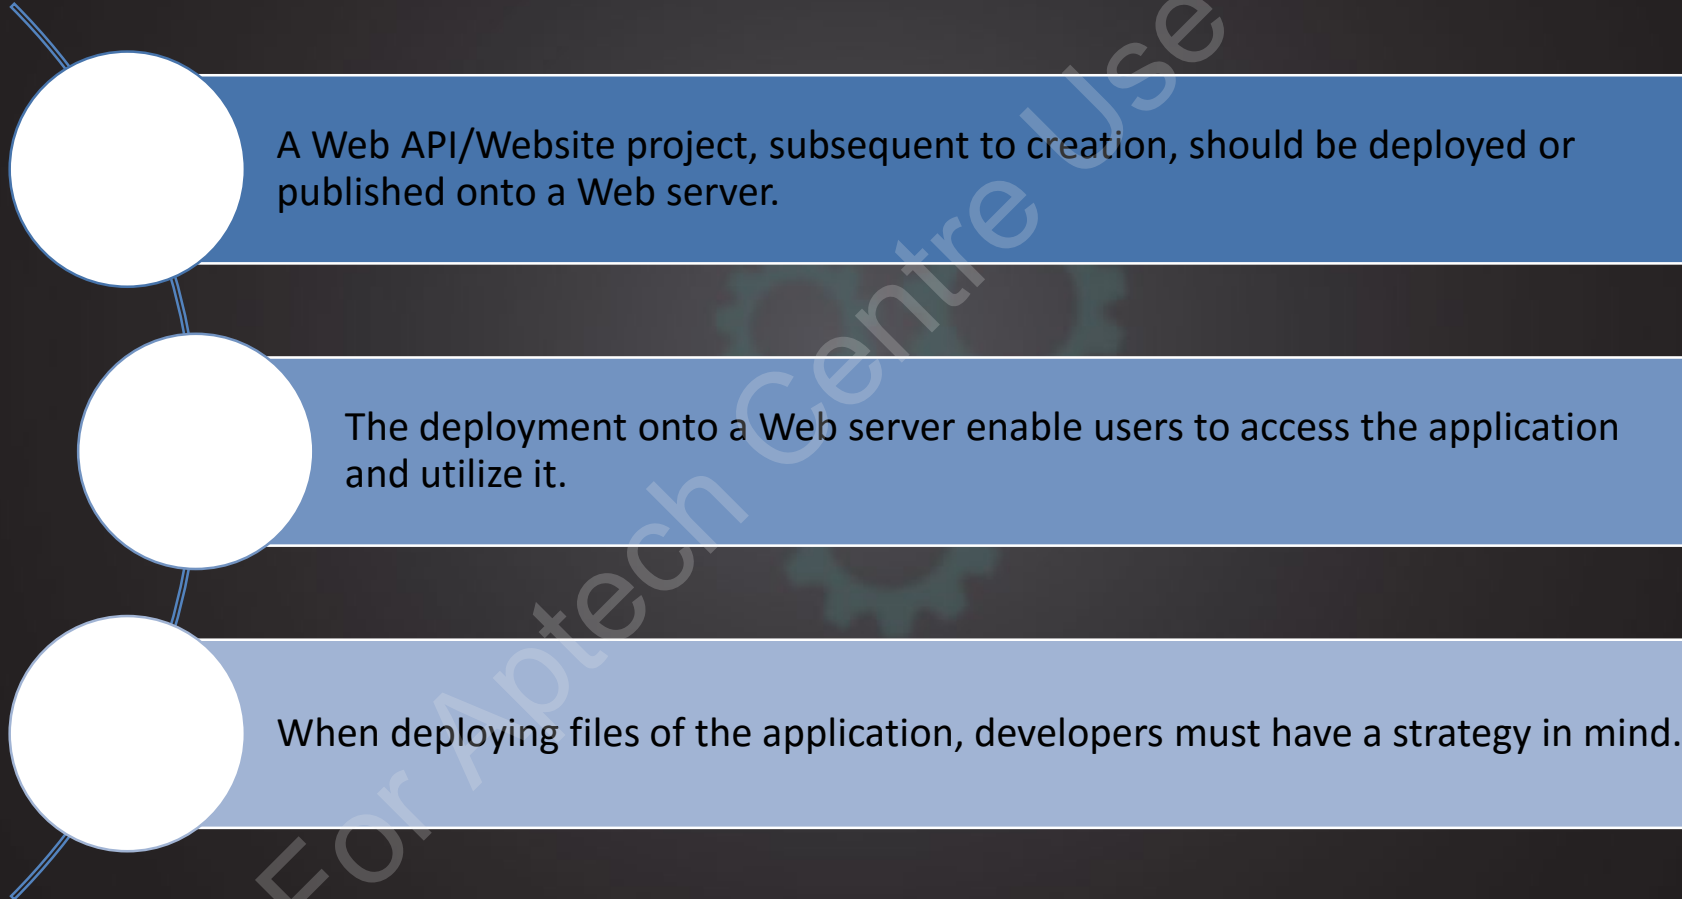 A Web API/Website project, subsequent to creation, should be deployed or
published onto a Web server.
The deployment onto a Web server enable users to access the application
and utilize it.
When deploying files of the application, developers must have a strategy in mind.
For Aptech Centre Use